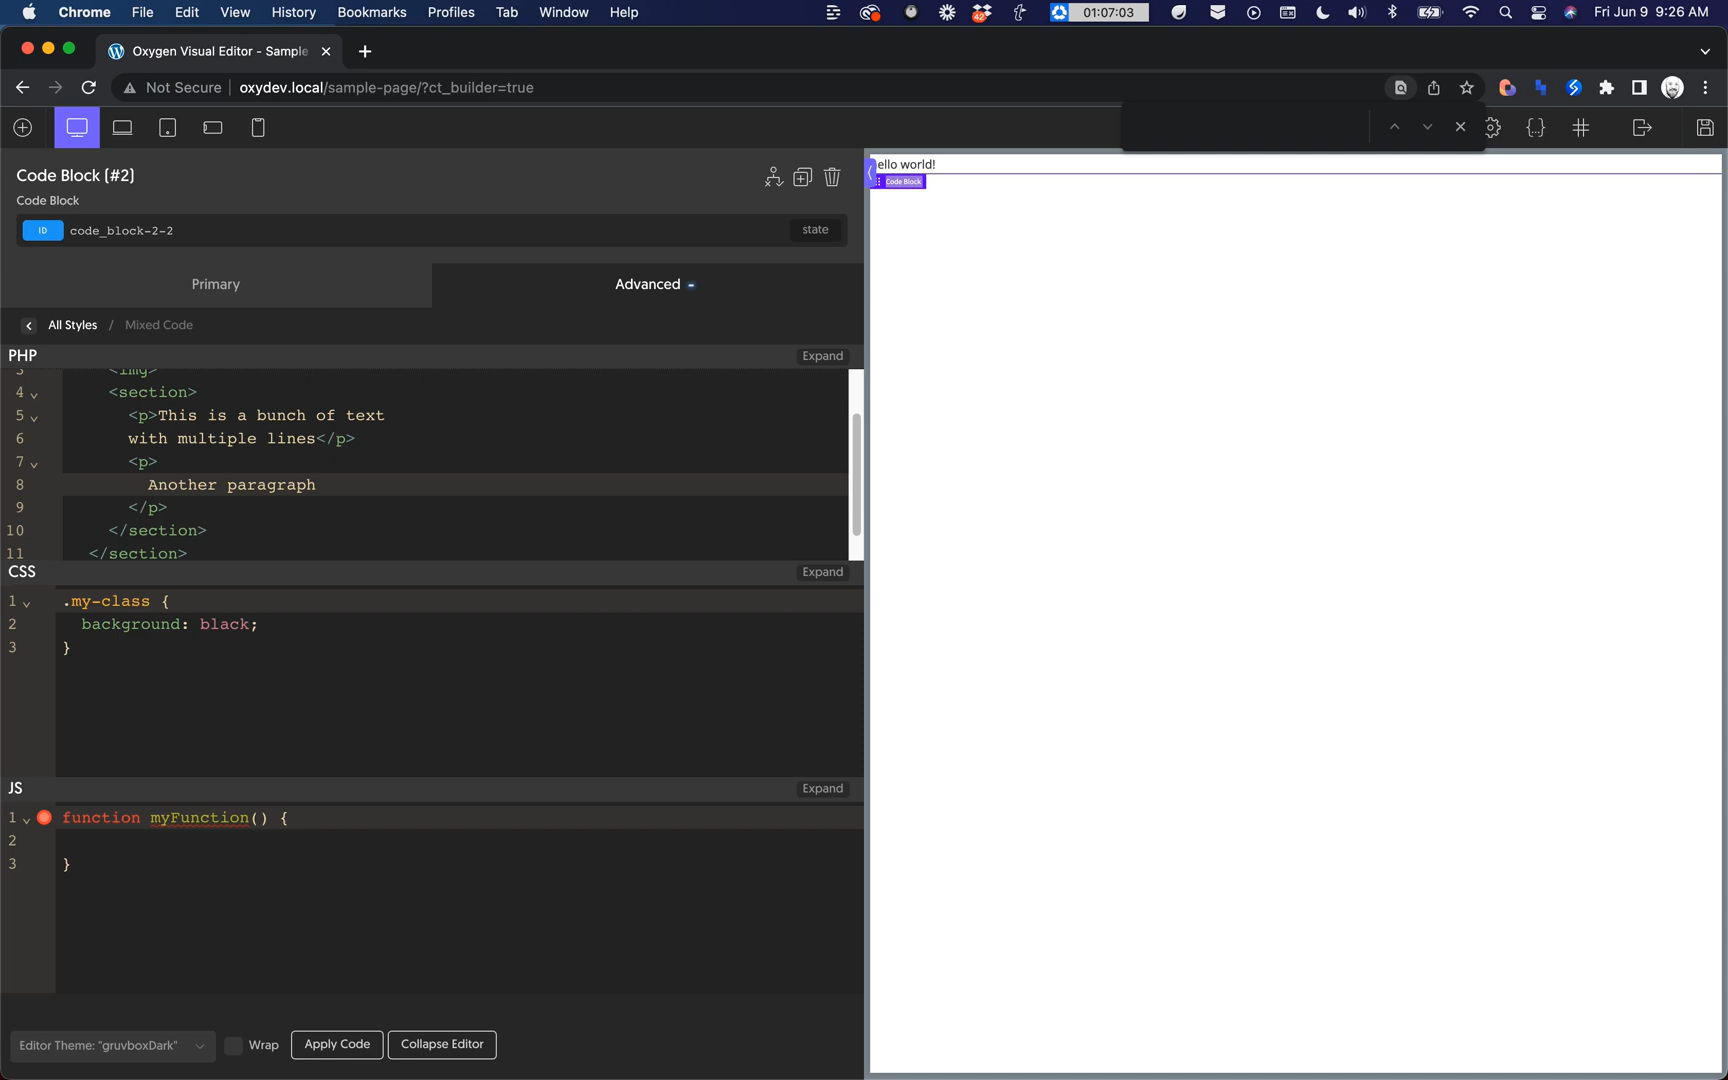 Chrome File Edit View History Bookmarks Profiles Tab Window Help 42 01:07:03 Fri Jun 9 9:26 AM
Oxygen Visual Editor - Sample
Not Secure oxydev.local/sample-page/?ct_builder=true
Code Block (#2)
Code Block
ID code_block-2-2 state
Primary Advanced
All Styles / Mixed Code
PHP Expand
3 <img>
4 <section>
5 <p>This is a bunch of text
6 with multiple lines</p>
7 <p>
8 Another paragraph
9 </p>
10 </section>
11 </section>
CSS Expand
1 .my-class {
2 background: black;
3 }
JS Expand
1 function myFunction() {
2
3 }
Editor Theme: "gruvboxDark" Wrap Apply Code Collapse Editor
ello world!
Code Block